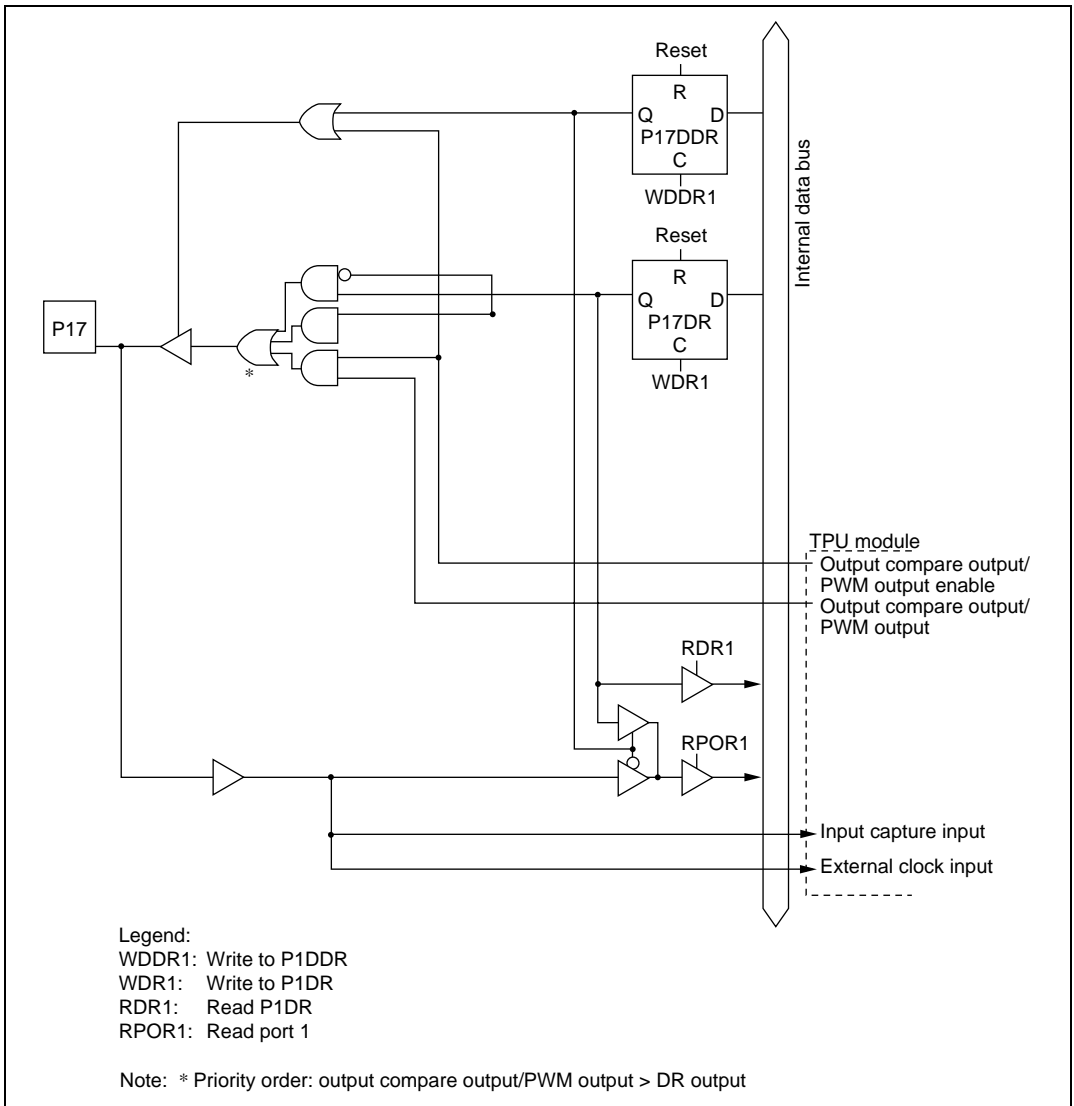 Reset
R
Q D
P17DDR
C
WDDR1
Internal data bus
Reset
R
Q D
P17DR
C
WDR1
P17
*
TPU module
Output compare output/
PWM output enable
Output compare output/
PWM output
RDR1
RPOR1
Input capture input
External clock input
Legend:
WDDR1: Write to P1DDR
WDR1: Write to P1DR
RDR1: Read P1DR
RPOR1: Read port 1
Note: * Priority order: output compare output/PWM output > DR output